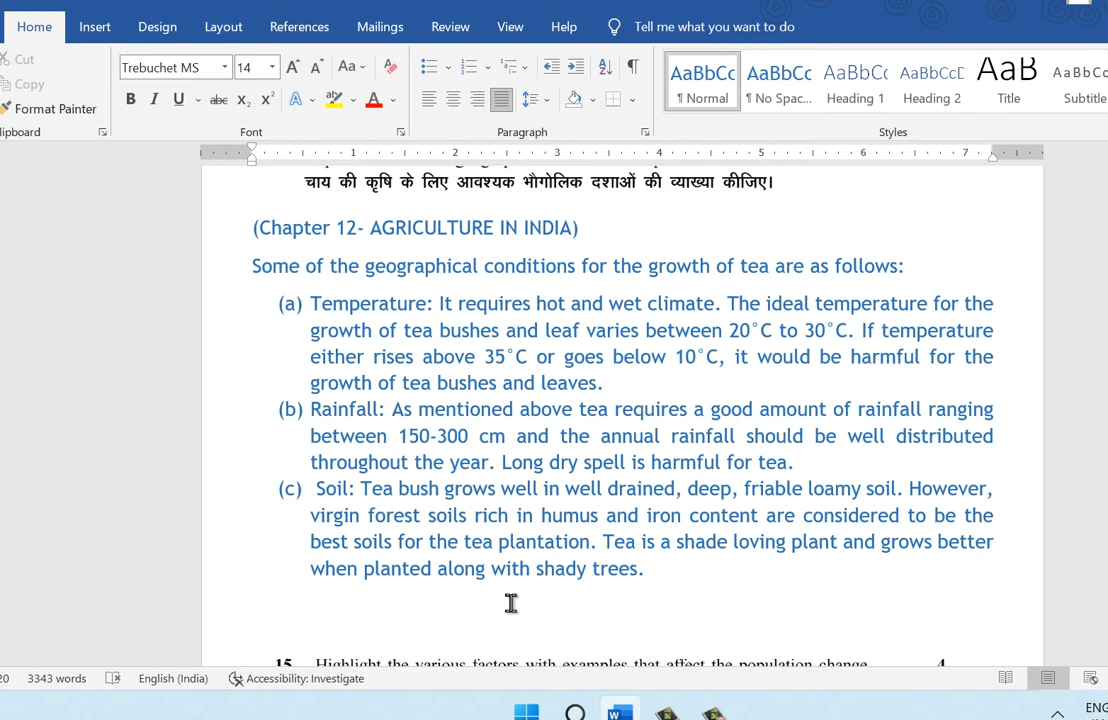 Home Insert Design Layout References Mailings Review View Help Tell me what you want to do
Cut
Copy
Format Painter
Trebuchet MS 14
AaBbCc AaBbCc AaBbCc AaBbCcD AaB AaBbCc
¶ Normal ¶ No Spac... Heading 1 Heading 2 Title Subtitle
lipboard Font Paragraph Styles
1 2 3 4 5 6 7
चाय की कृषि के लिए आवश्यक भौगोलिक दशाओं की व्याख्या कीजिए।
(Chapter 12- AGRICULTURE IN INDIA)
Some of the geographical conditions for the growth of tea are as follows:
(a) Temperature: It requires hot and wet climate. The ideal temperature for the
growth of tea bushes and leaf varies between 20°C to 30°C. If temperature
either rises above 35°C or goes below 10°C, it would be harmful for the
growth of tea bushes and leaves.
(b) Rainfall: As mentioned above tea requires a good amount of rainfall ranging
between 150-300 cm and the annual rainfall should be well distributed
throughout the year. Long dry spell is harmful for tea.
(c) Soil: Tea bush grows well in well drained, deep, friable loamy soil. However,
virgin forest soils rich in humus and iron content are considered to be the
best soils for the tea plantation. Tea is a shade loving plant and grows better
when planted along with shady trees.
15 Highlight the various factors with examples that affect the population change 4
20 3343 words English (India) Accessibility: Investigate
ENG